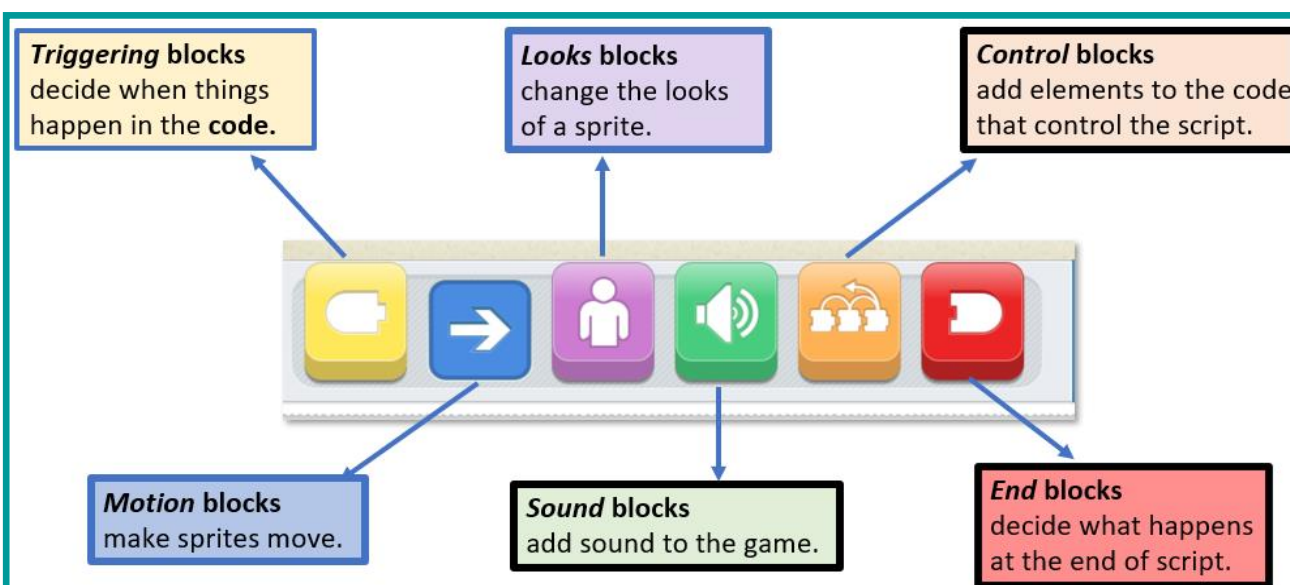 Triggering blocks
decide when things
happen in the code.
Looks blocks
change the looks
of a sprite.
Control blocks
add elements to the code
that control the script.
Motion blocks
make sprites move.
Sound blocks
add sound to the game.
End blocks
decide what happens
at the end of script.